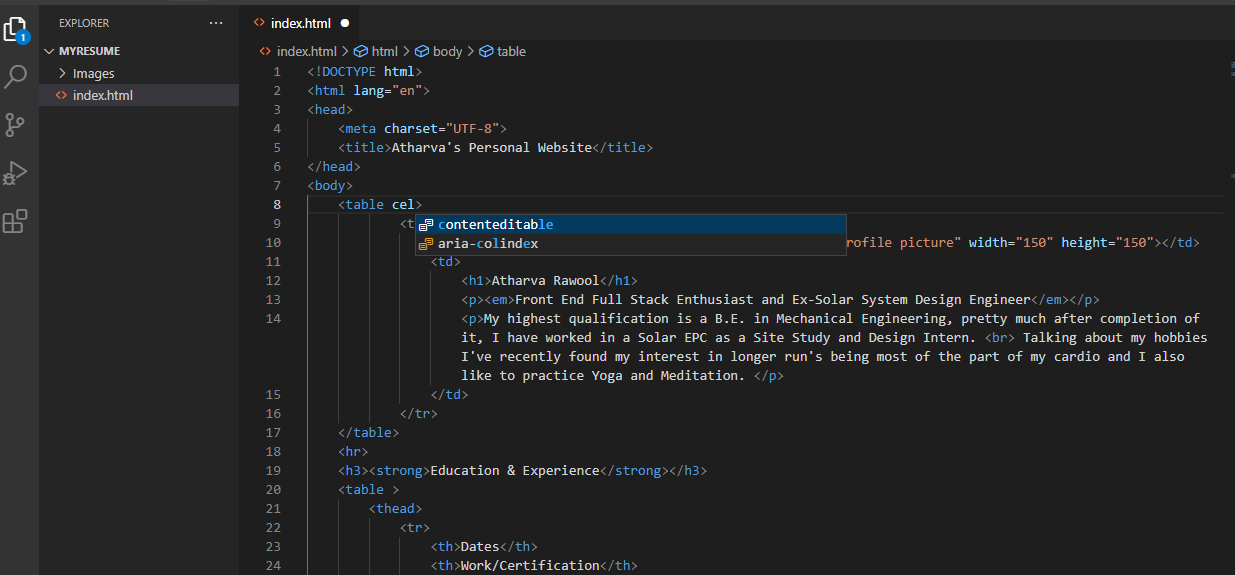 EXPLORER ...
MYRESUME
Images
index.html
1
index.html
index.html > html > body > table
1 <!DOCTYPE html>
2 <html lang="en">
3 <head>
4 <meta charset="UTF-8">
5 <title>Atharva's Personal Website</title>
6 </head>
7 <body>
8 <table cel>
contenteditable
aria-colindex
9 <t
10 rofile picture" width="150" height="150"></td>
11 <td>
12 <h1>Atharva Rawool</h1>
13 <p><em>Front End Full Stack Enthusiast and Ex-Solar System Design Engineer</em></p>
14 <p>My highest qualification is a B.E. in Mechanical Engineering, pretty much after completion of
it, I have worked in a Solar EPC as a Site Study and Design Intern. <br> Talking about my hobbies
I've recently found my interest in longer run's being most of the part of my cardio and I also
like to practice Yoga and Meditation. </p>
15 </td>
16 </tr>
17 </table>
18 <hr>
19 <h3><strong>Education & Experience</strong></h3>
20 <table >
21 <thead>
22 <tr>
23 <th>Dates</th>
24 <th>Work/Certification</th>